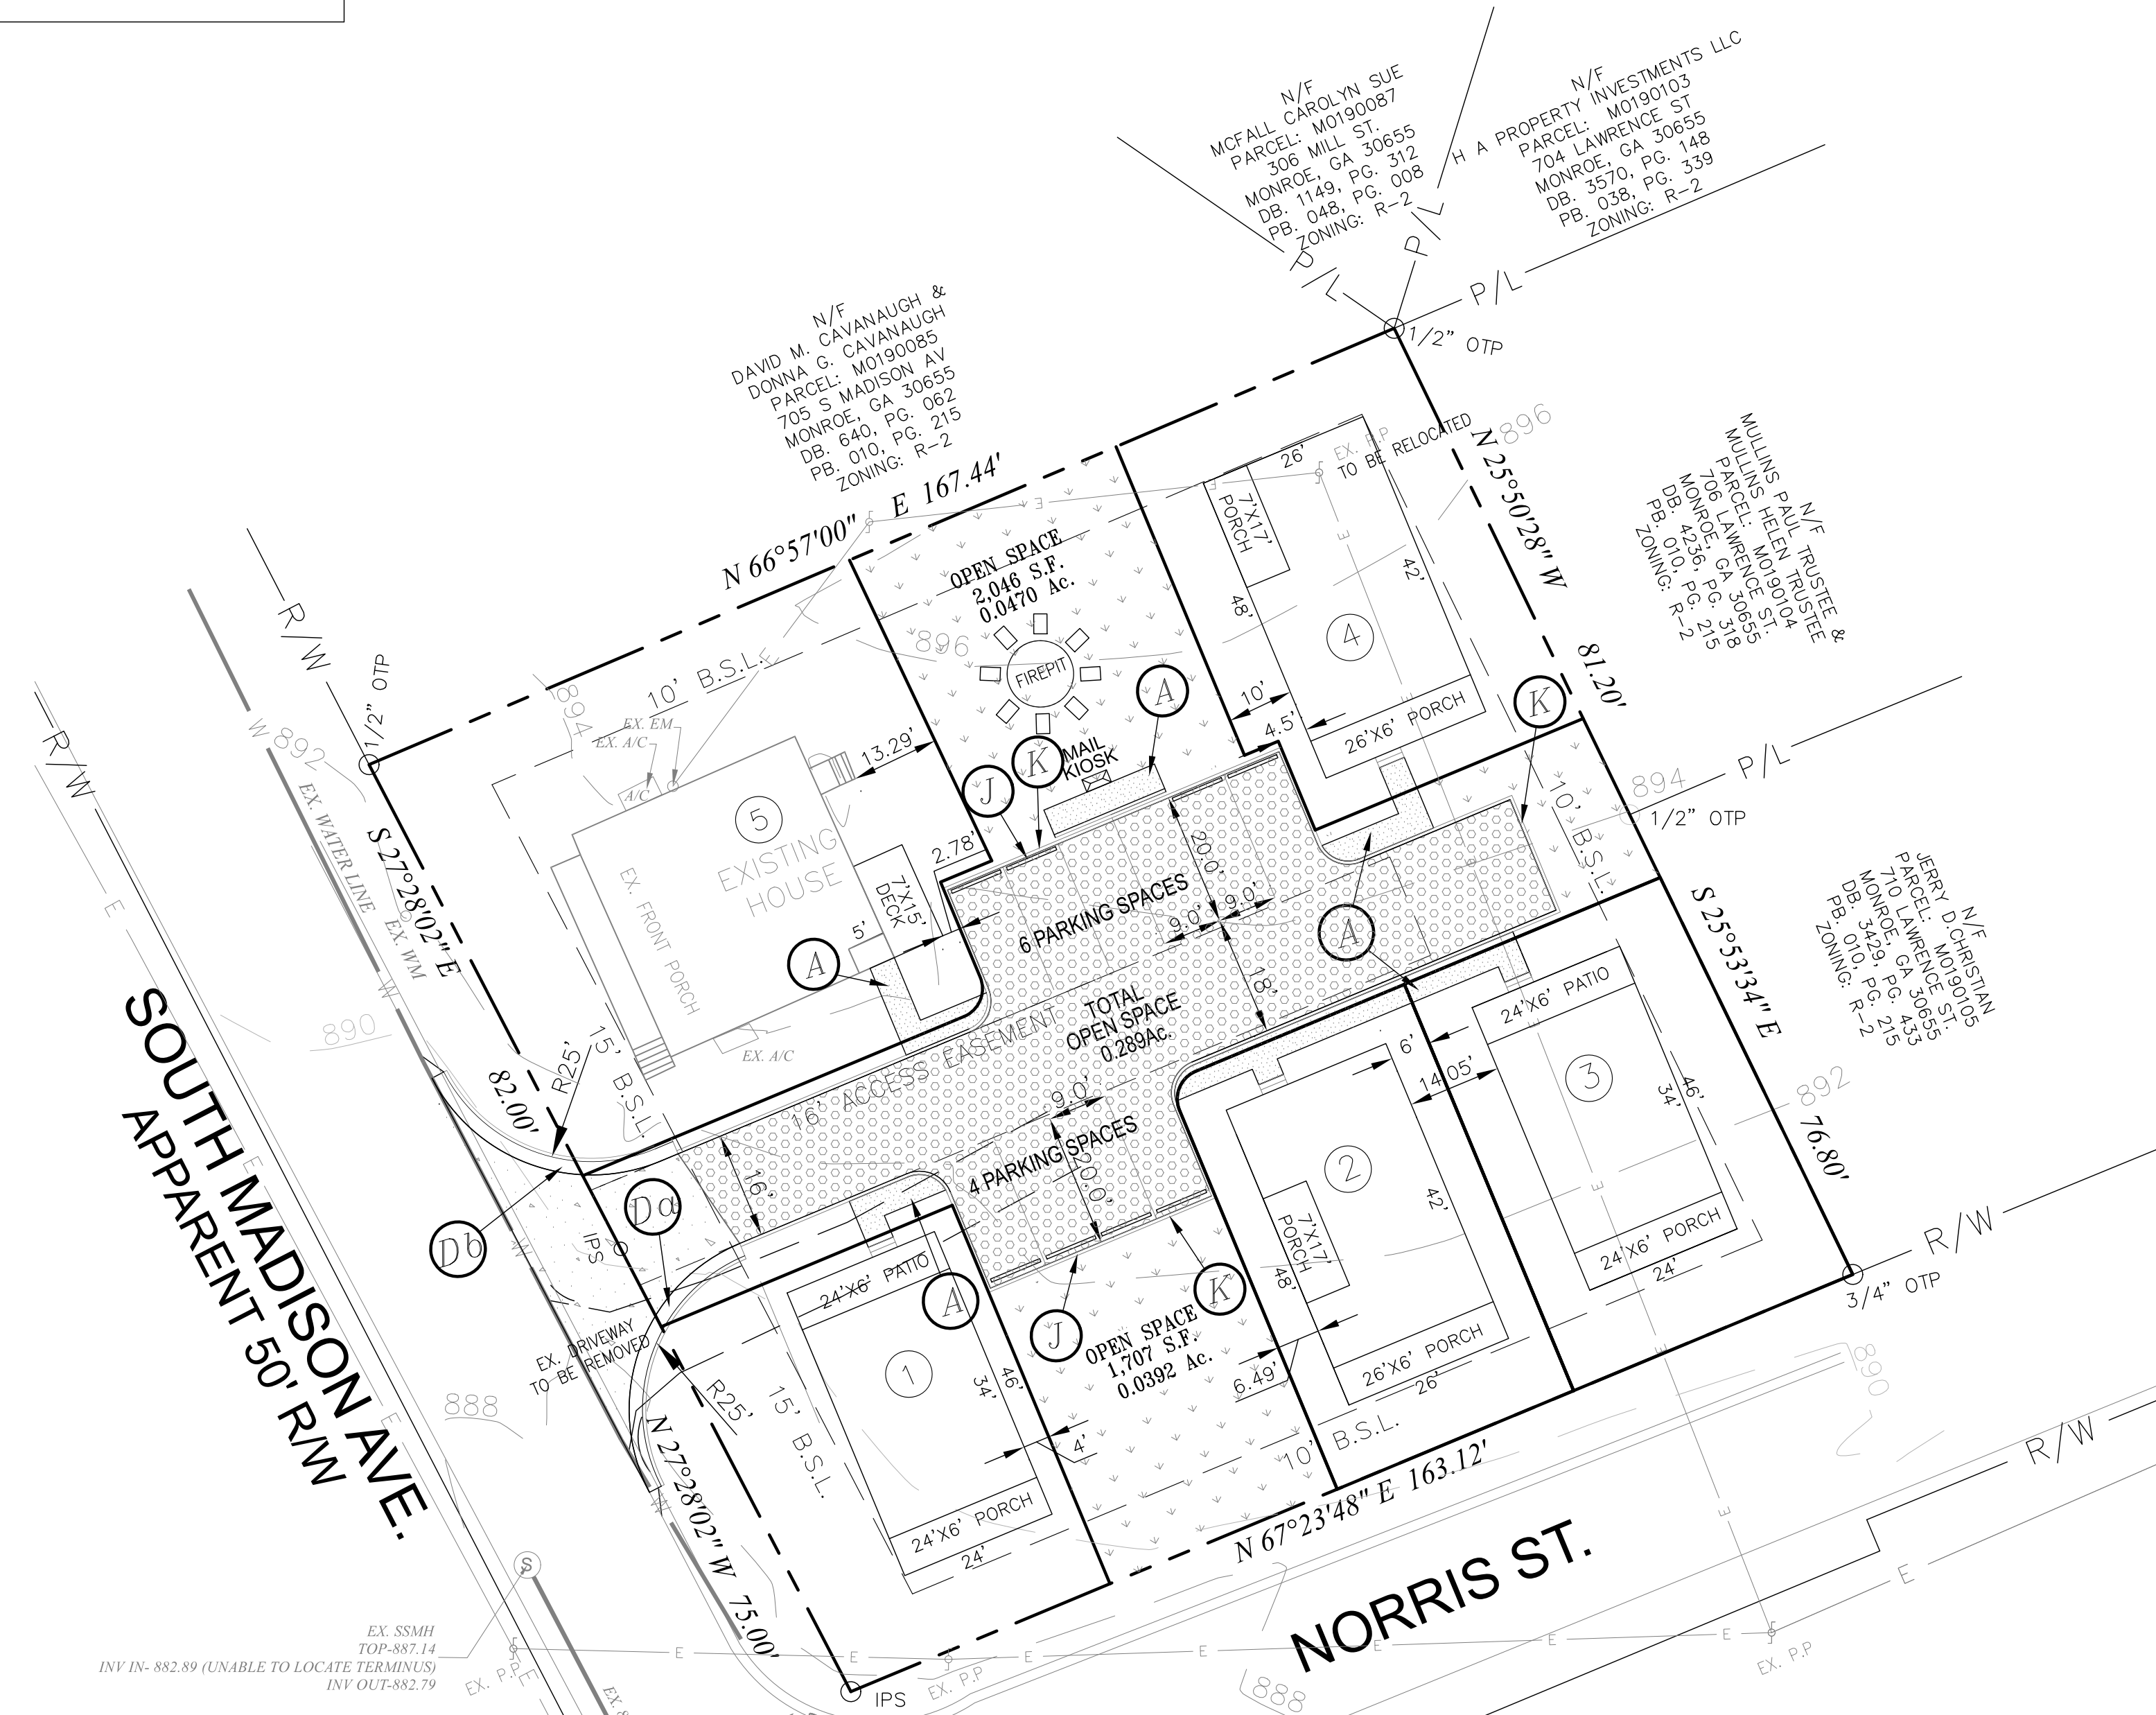 N/F
MCFALL CAROLYN SUE
PARCEL: M0190087
306 MILL ST.
MONROE, GA 30655
DB. 1149, PG. 312
PB. 048, PG. 008
ZONING: R-2
N/F
H A PROPERTY INVESTMENTS LLC
PARCEL: M0190103
704 LAWRENCE ST
MONROE, GA 30655
DB. 3570, PG. 148
PB. 038, PG. 339
ZONING: R-2
P/L
P/L
P/L
1/2" OTP
N/F
DAVID M. CAVANAUGH &
DONNA G. CAVANAUGH
PARCEL: M0190085
705 S MADISON AV
MONROE, GA 30655
DB. 640, PG. 062
PB. 010, PG. 215
ZONING: R-2
N 66°57'00" E 167.44'
N/F
MULLINS PAUL TRUSTEE &
MULLINS HELEN TRUSTEE
PARCEL: M0190104
706 LAWRENCE ST.
MONROE, GA 30655
DB. 4236, PG. 318
PB. 010, PG. 215
ZONING: R-2
N 25°50'28" W 81.20'
896
EX. P.P
TO BE RELOCATED
26'
7'X17'
PORCH
42'
48'
4
26'X6' PORCH
10'
4.5'
OPEN SPACE
2,046 S.F.
0.0470 Ac.
896
FIREPIT
A
K
J
K
MAIL
KIOSK
E
E
E
E
R/W
R/W
1/2" OTP
W
892
894
10' B.S.L.
EX. EM
EX. A/C
A/C
13.29'
5
EXISTING
HOUSE
EX. FRONT PORCH
2.78'
7'X15'
DECK
5'
A
EX. A/C
EX. WATER LINE
EX. WM
S 27°28'02" E
82.00'
890
W
E
SOUTH MADISON AVE.
APPARENT 50' R/W
R25'
15' B.S.L.
20.0'
9.0'
9.0'
6 PARKING SPACES
18'
A
TOTAL
OPEN SPACE
0.289Ac.
16' ACCESS EASEMENT
9.0'
4 PARKING SPACES
20.0'
16'
10' B.S.L.
894
P/L
1/2" OTP
N/F
JERRY D.CHRISTIAN
PARCEL: M0190105
710 LAWRENCE ST.
MONROE, GA 30655
DB. 3429, PG. 433
PB. 010, PG. 215
ZONING: R-2
S 25°53'34" E
76.80'
24'X6' PATIO
3
34'
46'
24'X6' PORCH
24'
892
6'
14.05'
2
42'
7'X17'
PORCH
48'
26'X6' PORCH
26'
6.49'
R/W
3/4" OTP
Db
Da
IPS
W
EX. DRIVEWAY
TO BE REMOVED
888
A
24'X6' PATIO
1
34'
46'
24'X6' PORCH
24'
4'
R25'
15' B.S.L.
J
K
OPEN SPACE
1,707 S.F.
0.0392 Ac.
10' B.S.L.
N 67°23'48" E 163.12'
N 27°28'02" W 75.00'
890
R/W
NORRIS ST.
E
E
E
E
E
E
E
E
E
E
E
W
S
EX. SSMH
TOP-887.14
INV IN- 882.89 (UNABLE TO LOCATE TERMINUS)
INV OUT-882.79
EX. P.P
EX. P.P
EX. P.P
IPS
888